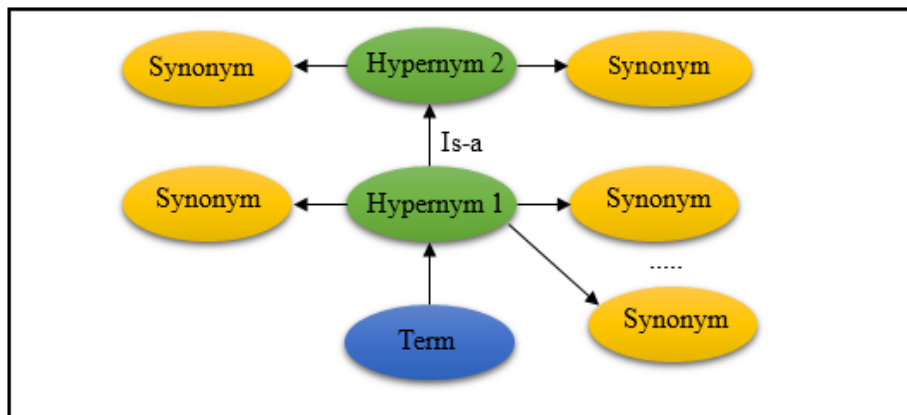 Synonym
Hypernym 2
Synonym
Is-a
Synonym
Hypernym 1
Synonym
.....
Synonym
Term